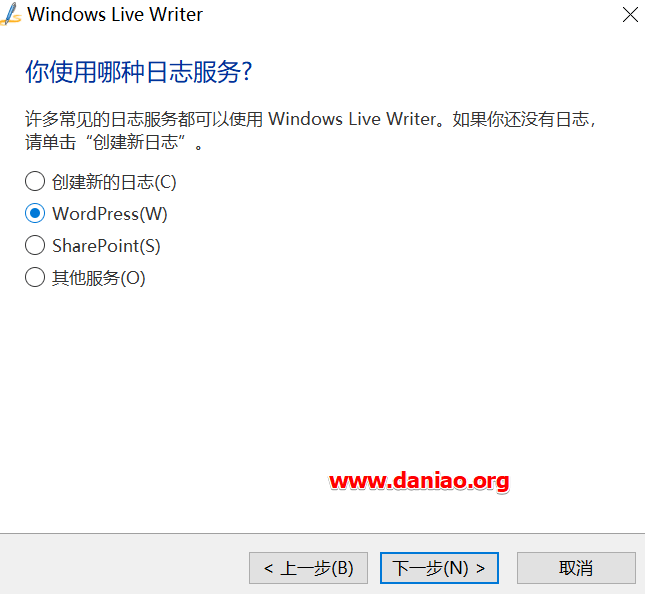 Windows Live Writer
你使用哪种日志服务?
许多常见的日志服务都可以使用 Windows Live Writer。如果你还没有日志，
请单击“创建新日志”。
创建新的日志(C)
WordPress(W)
SharePoint(S)
其他服务(O)
www.daniao.org
< 上一步(B) 下一步(N) > 取消